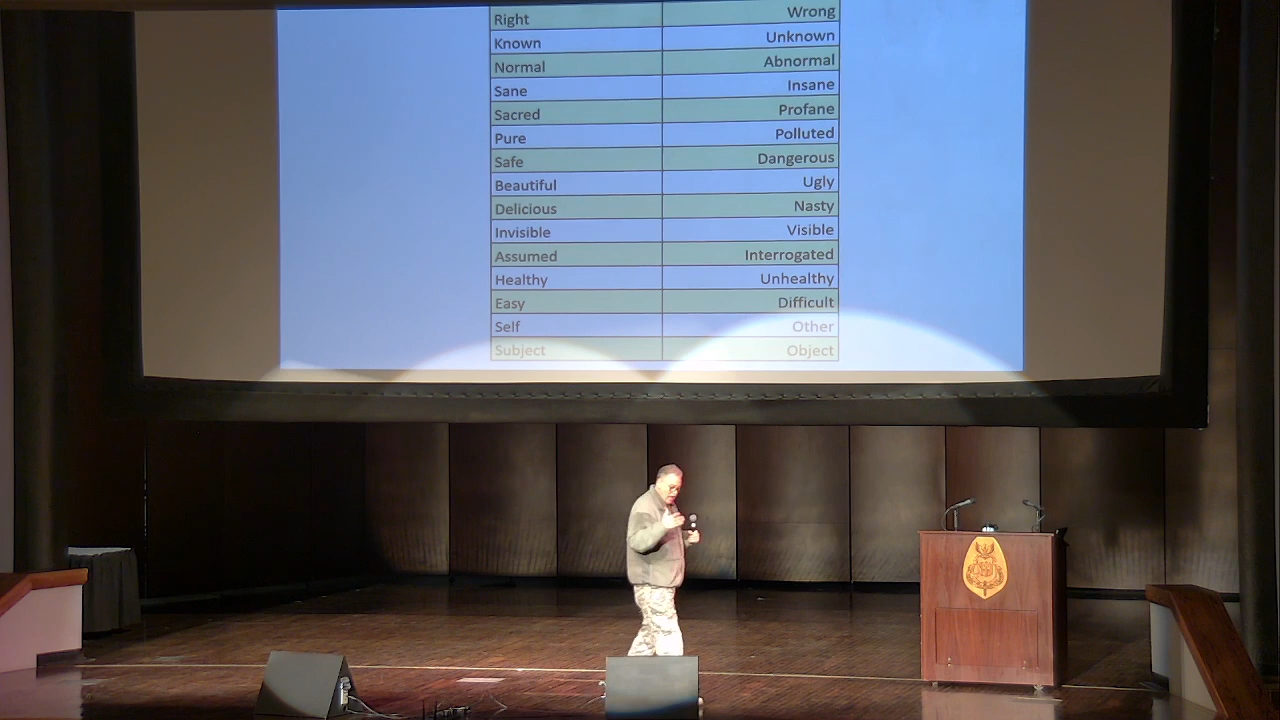 Right Wrong
Known Unknown
Normal Abnormal
Sane Insane
Sacred Profane
Pure Polluted
Safe Dangerous
Beautiful Ugly
Delicious Nasty
Invisible Visible
Assumed Interrogated
Healthy Unhealthy
Easy Difficult
Self Other
Subject Object